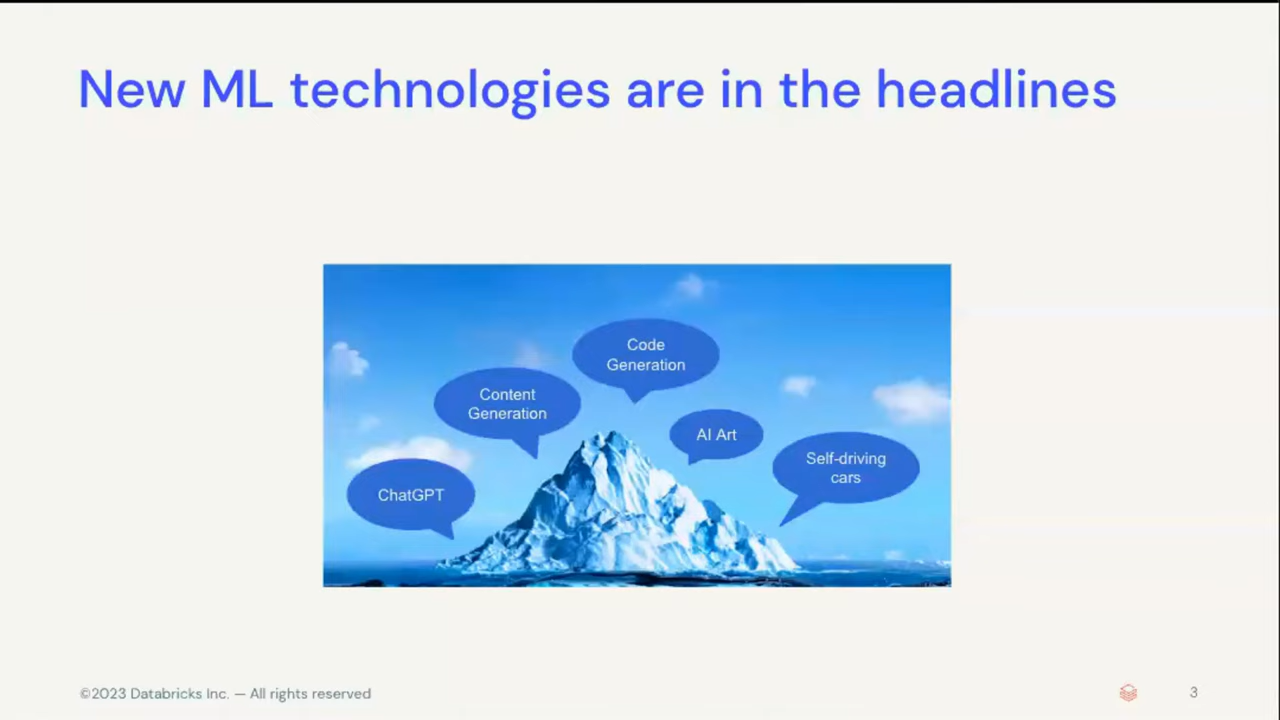 New ML technologies are in the headlines
Code
Generation
Content
Generation
AI Art
Self-driving
cars
ChatGPT
©2023 Databricks Inc. — All rights reserved
3